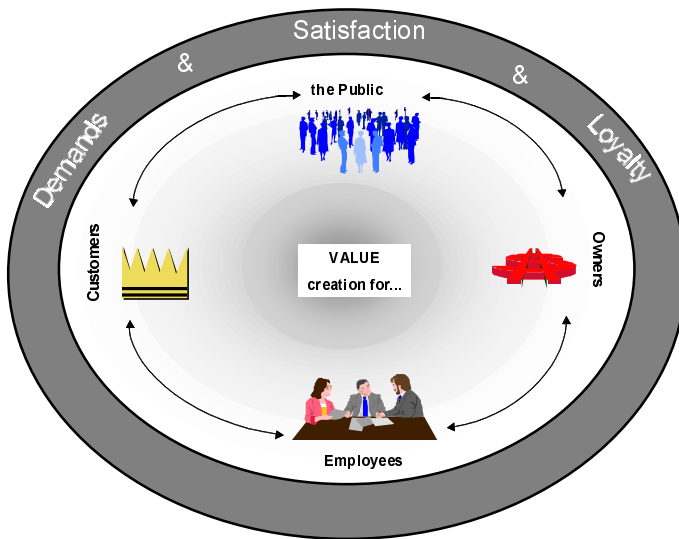 Satisfaction
&
&
Demands
Loyalty
the Public
Customers
Owners
VALUE
creation for...
Employees